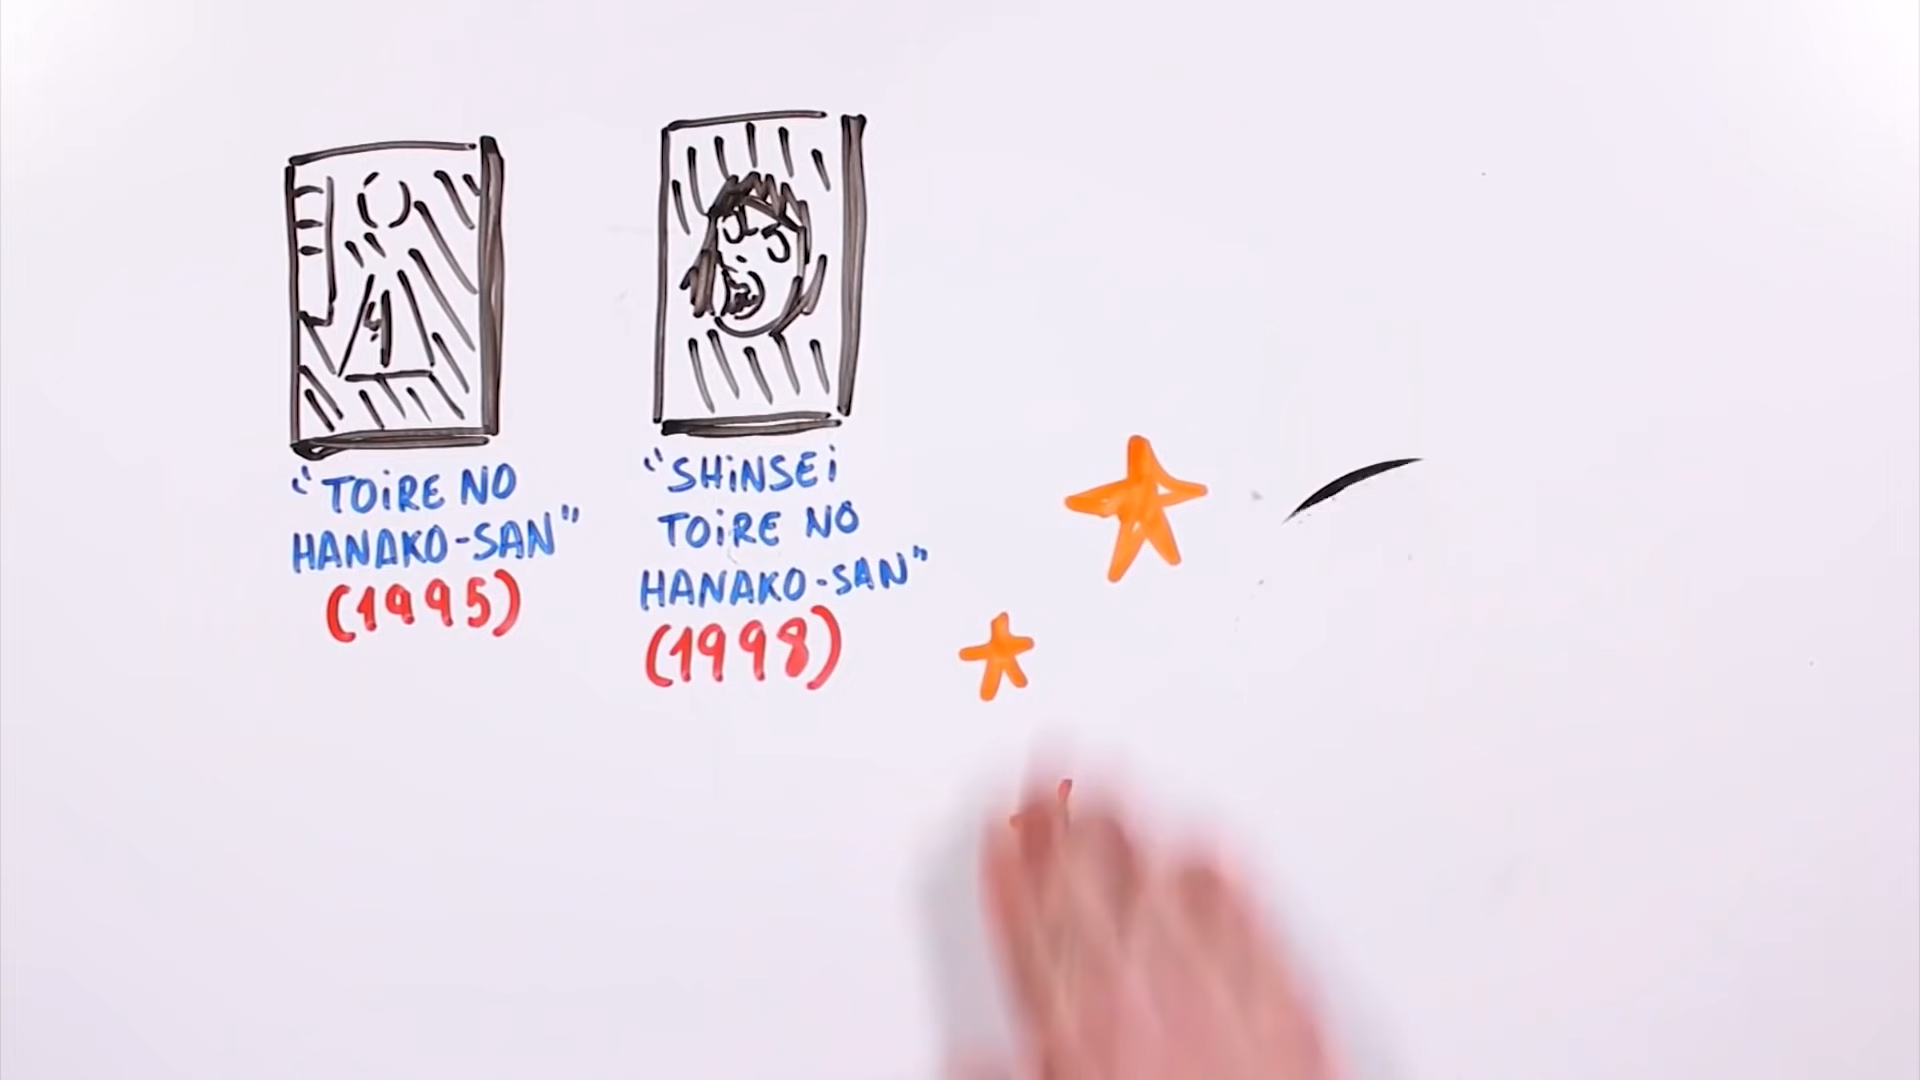 "TOiRE NO
HANAKO-SAN"
(1995)
"SHiNSEi
TOiRE NO
HANAKO-SAN"
(1998)